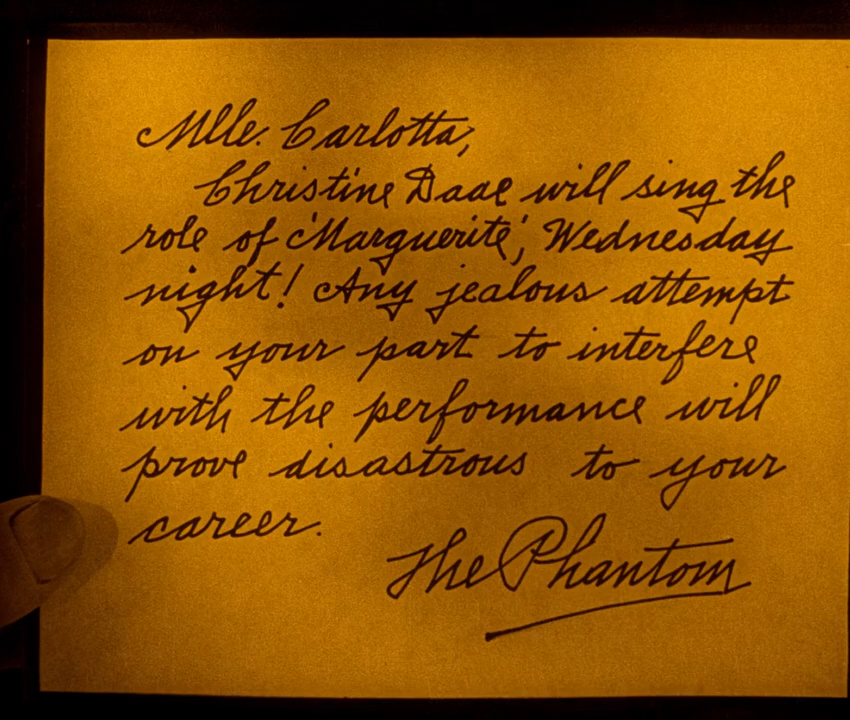 Mlle. Carlotta,
Christine Daae will sing the
role of 'Marguerite', Wednesday
night! Any jealous attempt
on your part to interfere
with the performance will
prove disastrous to your
career.
The Phantom